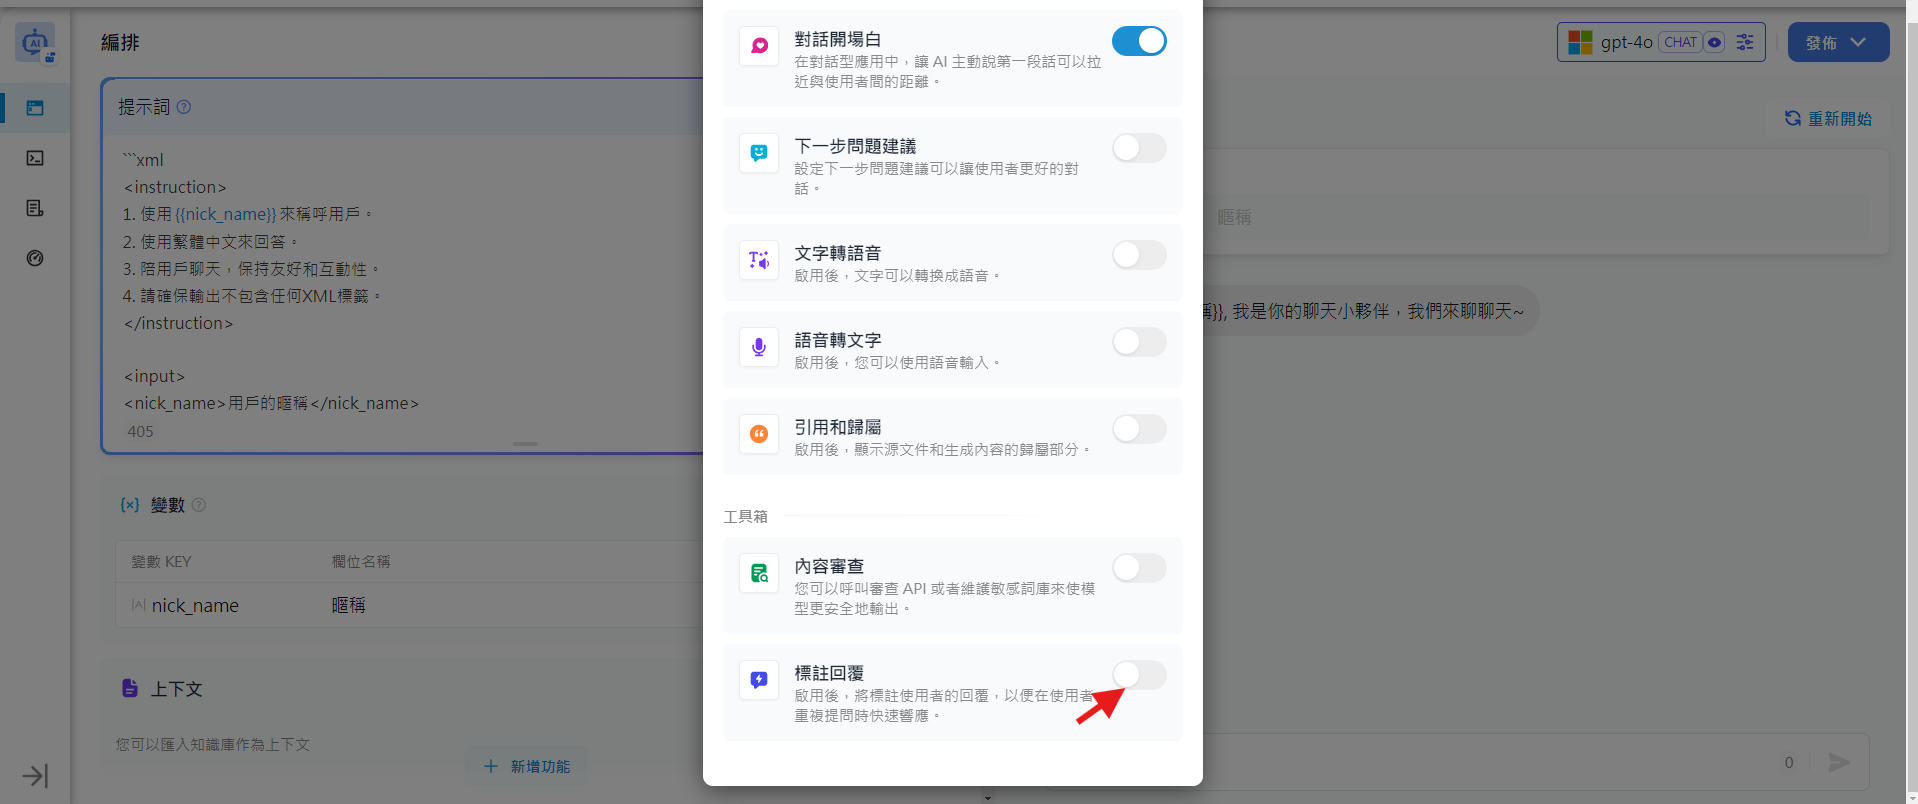 編排
gpt-4o
CHAT
發佈
提示詞
```xml
<instruction>
1. 使用 {{nick_name}} 來稱呼用戶。
2. 使用繁體中文來回答。
3. 陪用戶聊天，保持友好和互動性。
4. 請確保輸出不包含任何XML標籤。
</instruction>
<input>
<nick_name>用戶的暱稱</nick_name>
405
變數
變數 KEY
欄位名稱
nick_name
暱稱
上下文
您可以匯入知識庫作為上下文
新增功能
對話開場白
在對話型應用中，讓 AI 主動說第一段話可以拉
近與使用者間的距離。
下一步問題建議
設定下一步問題建議可以讓使用者更好的對
話。
文字轉語音
啟用後，文字可以轉換成語音。
語音轉文字
啟用後，您可以使用語音輸入。
引用和歸屬
啟用後，顯示源文件和生成內容的歸屬部分。
工具箱
內容審查
您可以呼叫審查 API 或者維護敏感詞庫來使模
型更安全地輸出。
標註回覆
啟用後，將標註使用者的回覆，以便在使用者
重複提問時快速響應。
重新開始
暱稱
稱}}, 我是你的聊天小夥伴，我們來聊聊天~
0